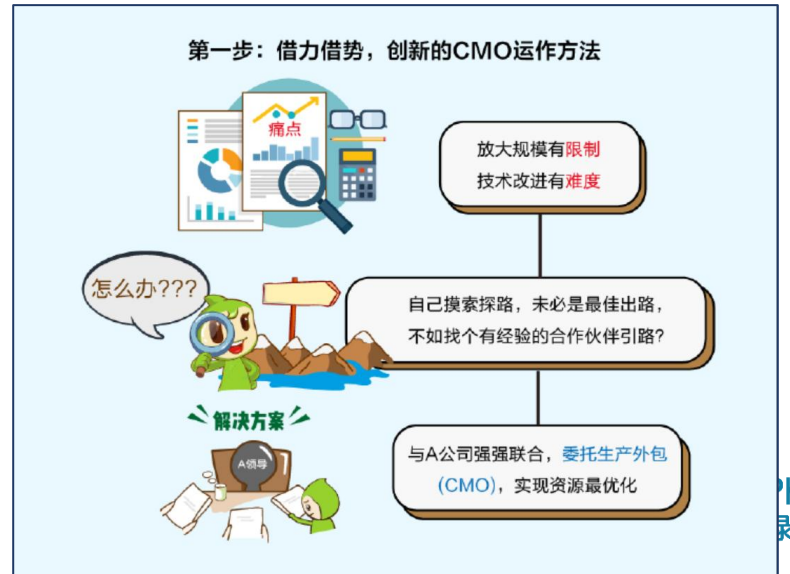 第一步：借力借势，创新的CMO运作方法
痛点
放大规模有限制
技术改进有难度
怎么办???
自己摸索探路，未必是最佳出路，
不如找个有经验的合作伙伴引路?
解决方案
A领导
与A公司强强联合，委托生产外包
(CMO)，实现资源最优化